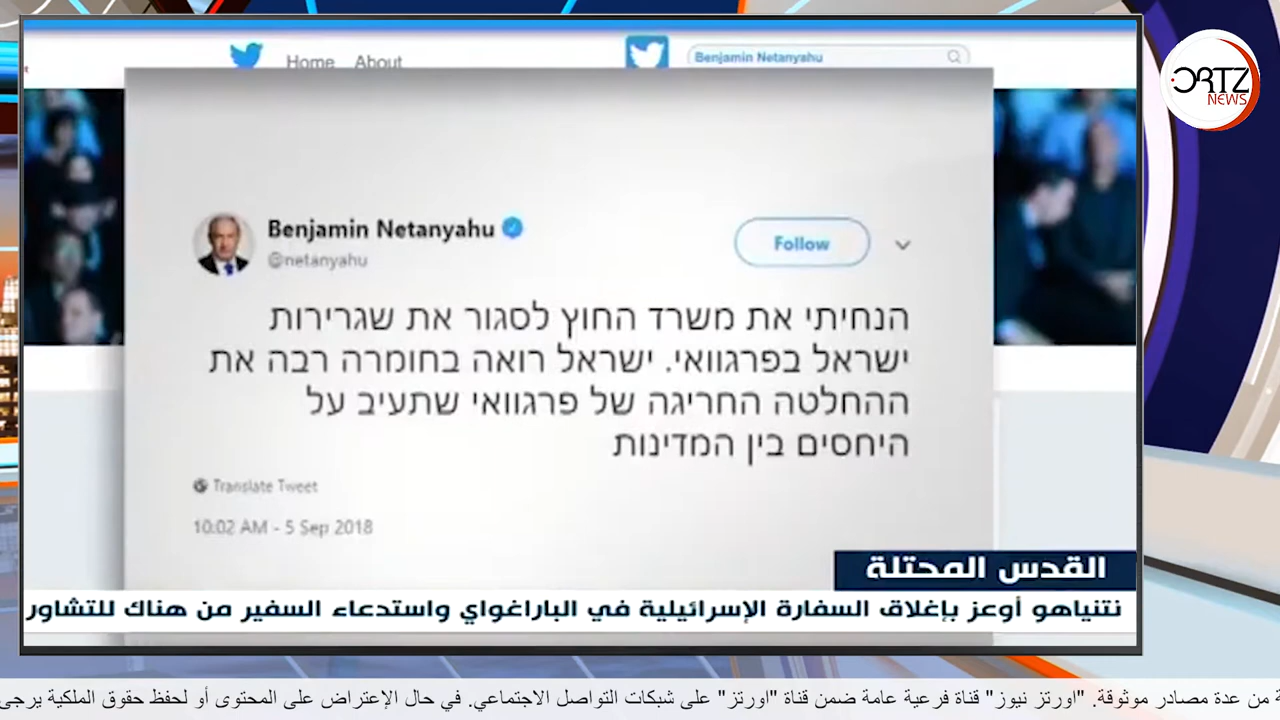 Home About
Benjamin Netanyahu
ORTZ
NEWS
Benjamin Netanyahu
@netanyahu
Follow
הנחיתי את משרד החוץ לסגור את שגרירות
ישראל בפרגוואי. ישראל רואה בחומרה רבה את
ההחלטה החריגה של פרגוואי שתעיב על
היחסים בין המדינות
Translate Tweet
10:02 AM - 5 Sep 2018
القدس المحتلة
نتنياهو أوعز بإغلاق السفارة الإسرائيلية في الباراغواي واستدعاء السفير من هناك للتشاور
من عدة مصادر موثوقة. "اورتز نيوز" قناة فرعية عامة ضمن قناة "اورتز" على شبكات التواصل الاجتماعي. في حال الإعتراض على المحتوى أو لحفظ حقوق الملكية يرجى